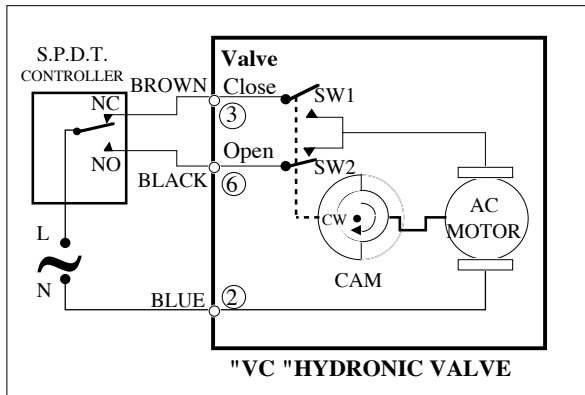 S.P.D.T.
CONTROLLER
Valve
BROWN
Close
NC
SW1
3
NO
Open
SW2
BLACK
6
CW
AC
MOTOR
L
CAM
N
BLUE
2
"VC "HYDRONIC VALVE